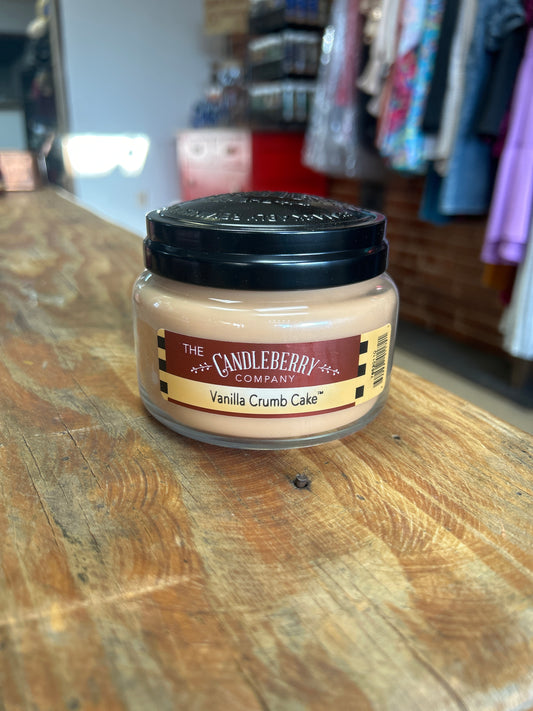 THE
CANDLEBERRY
COMPANY
Vanilla Crumb Cake™